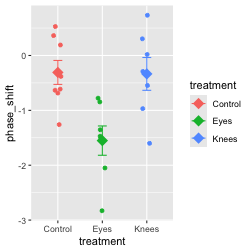 phase_shift
0
-1
-2
-3
Control
Eyes
Knees
treatment
treatment
Control
Eyes
Knees